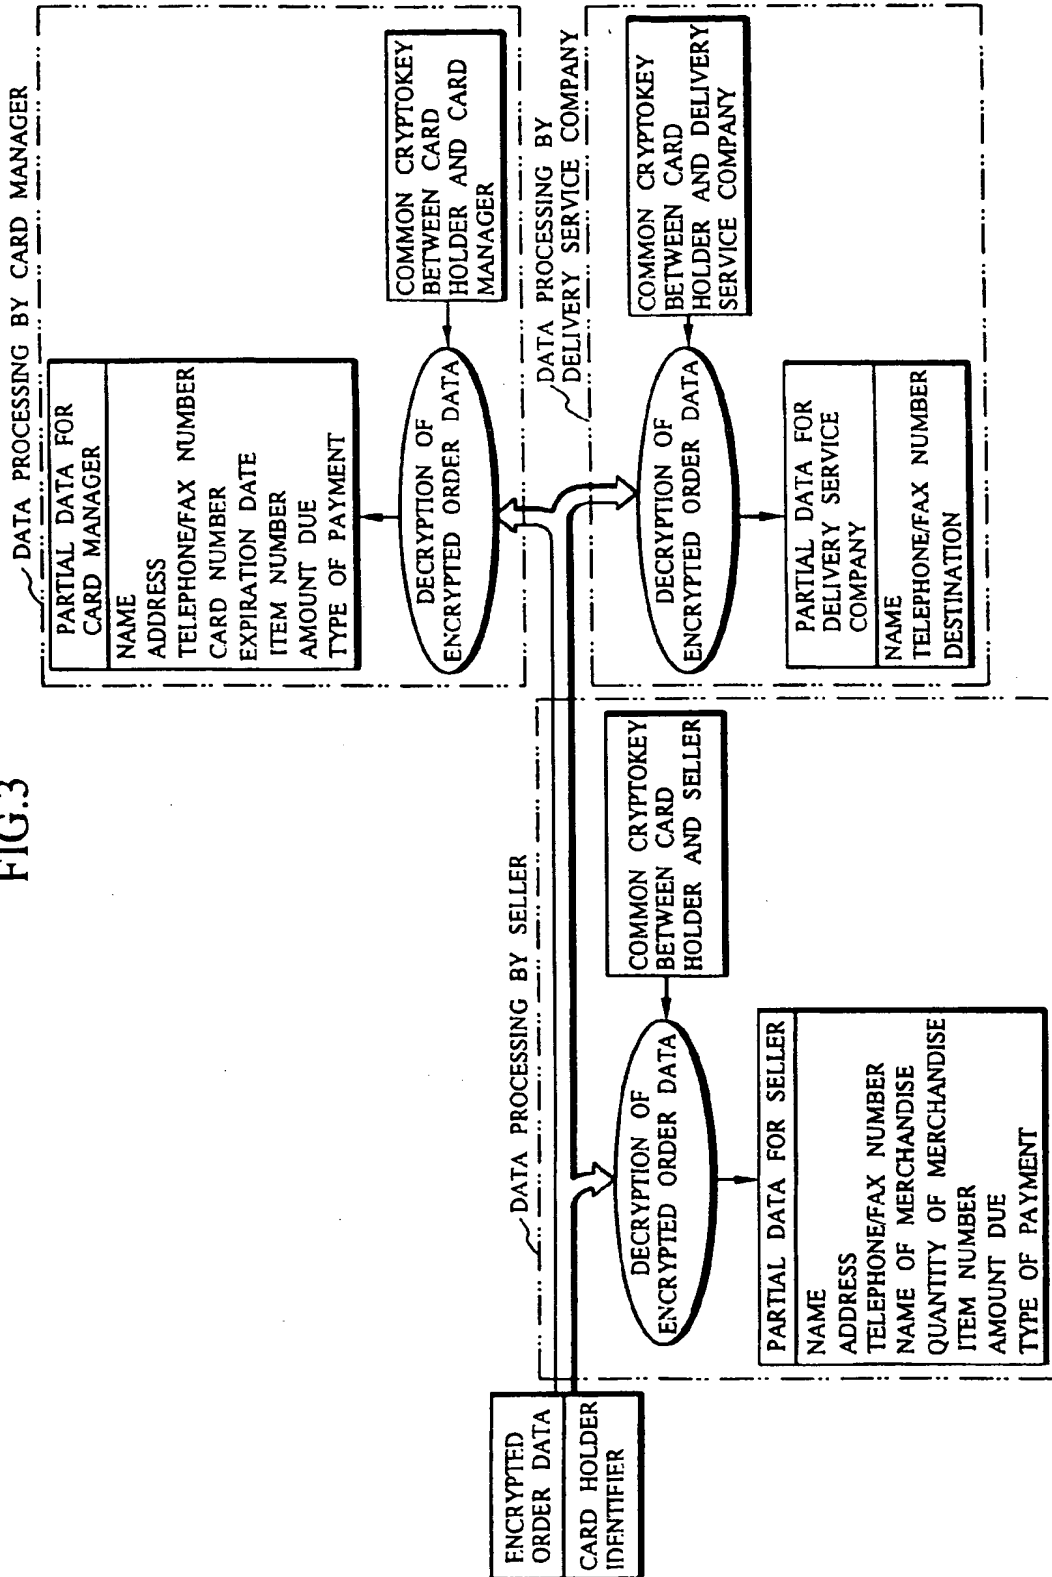 FIG.3
ENCRYPTED
ORDER DATA
CARD HOLDER
IDENTIFIER
DATA PROCESSING BY SELLER
DECRYPTION OF
ENCRYPTED ORDER DATA
COMMON CRYPTOKEY
BETWEEN CARD
HOLDER AND SELLER
PARTIAL DATA FOR SELLER
NAME
ADDRESS
TELEPHONE/FAX NUMBER
NAME OF MERCHANDISE
QUANTITY OF MERCHANDISE
ITEM NUMBER
AMOUNT DUE
TYPE OF PAYMENT
DATA PROCESSING BY CARD MANAGER
PARTIAL DATA FOR
CARD MANAGER
NAME
ADDRESS
TELEPHONE/FAX NUMBER
CARD NUMBER
EXPIRATION DATE
ITEM NUMBER
AMOUNT DUE
TYPE OF PAYMENT
DECRYPTION OF
ENCRYPTED ORDER DATA
COMMON CRYPTOKEY
BETWEEN CARD
HOLDER AND CARD
MANAGER
DATA PROCESSING BY
DELIVERY SERVICE COMPANY
DECRYPTION OF
ENCRYPTED ORDER DATA
COMMON CRYPTOKEY
BETWEEN CARD
HOLDER AND DELIVERY
SERVICE COMPANY
PARTIAL DATA FOR
DELIVERY SERVICE
COMPANY
NAME
TELEPHONE/FAX NUMBER
DESTINATION